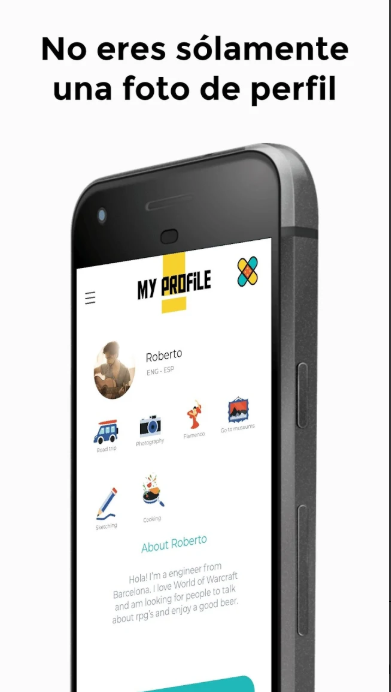 No eres sólamente
una foto de perfil
MY PROFiLE
Roberto
ENG - ESP
Road trip
Photography
Flamenco
Go to museums
Sketching
Cooking
About Roberto
Hola! I'm a engineer from
Barcelona. I love World of Warcraft
and am looking for people to talk
about rpg's and enjoy a good beer.